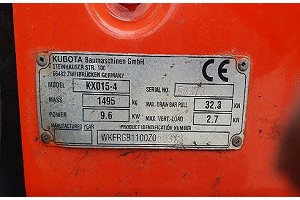 KUBOTA Baumaschinen GmbH
STEINHAUSER STR. 100
66482 ZWEIBRÜCKEN GERMANY
CE
MODEL KX015-4 SERIAL NO.
MASS 1495 KG MAX. DRAW BAR PULL 32.3 KN
POWER 9.6 KW MAX. VERT. LOAD 2.7 KN
MANUFACTURED YEAR PRODUCT IDENTIFICATION NUMBER